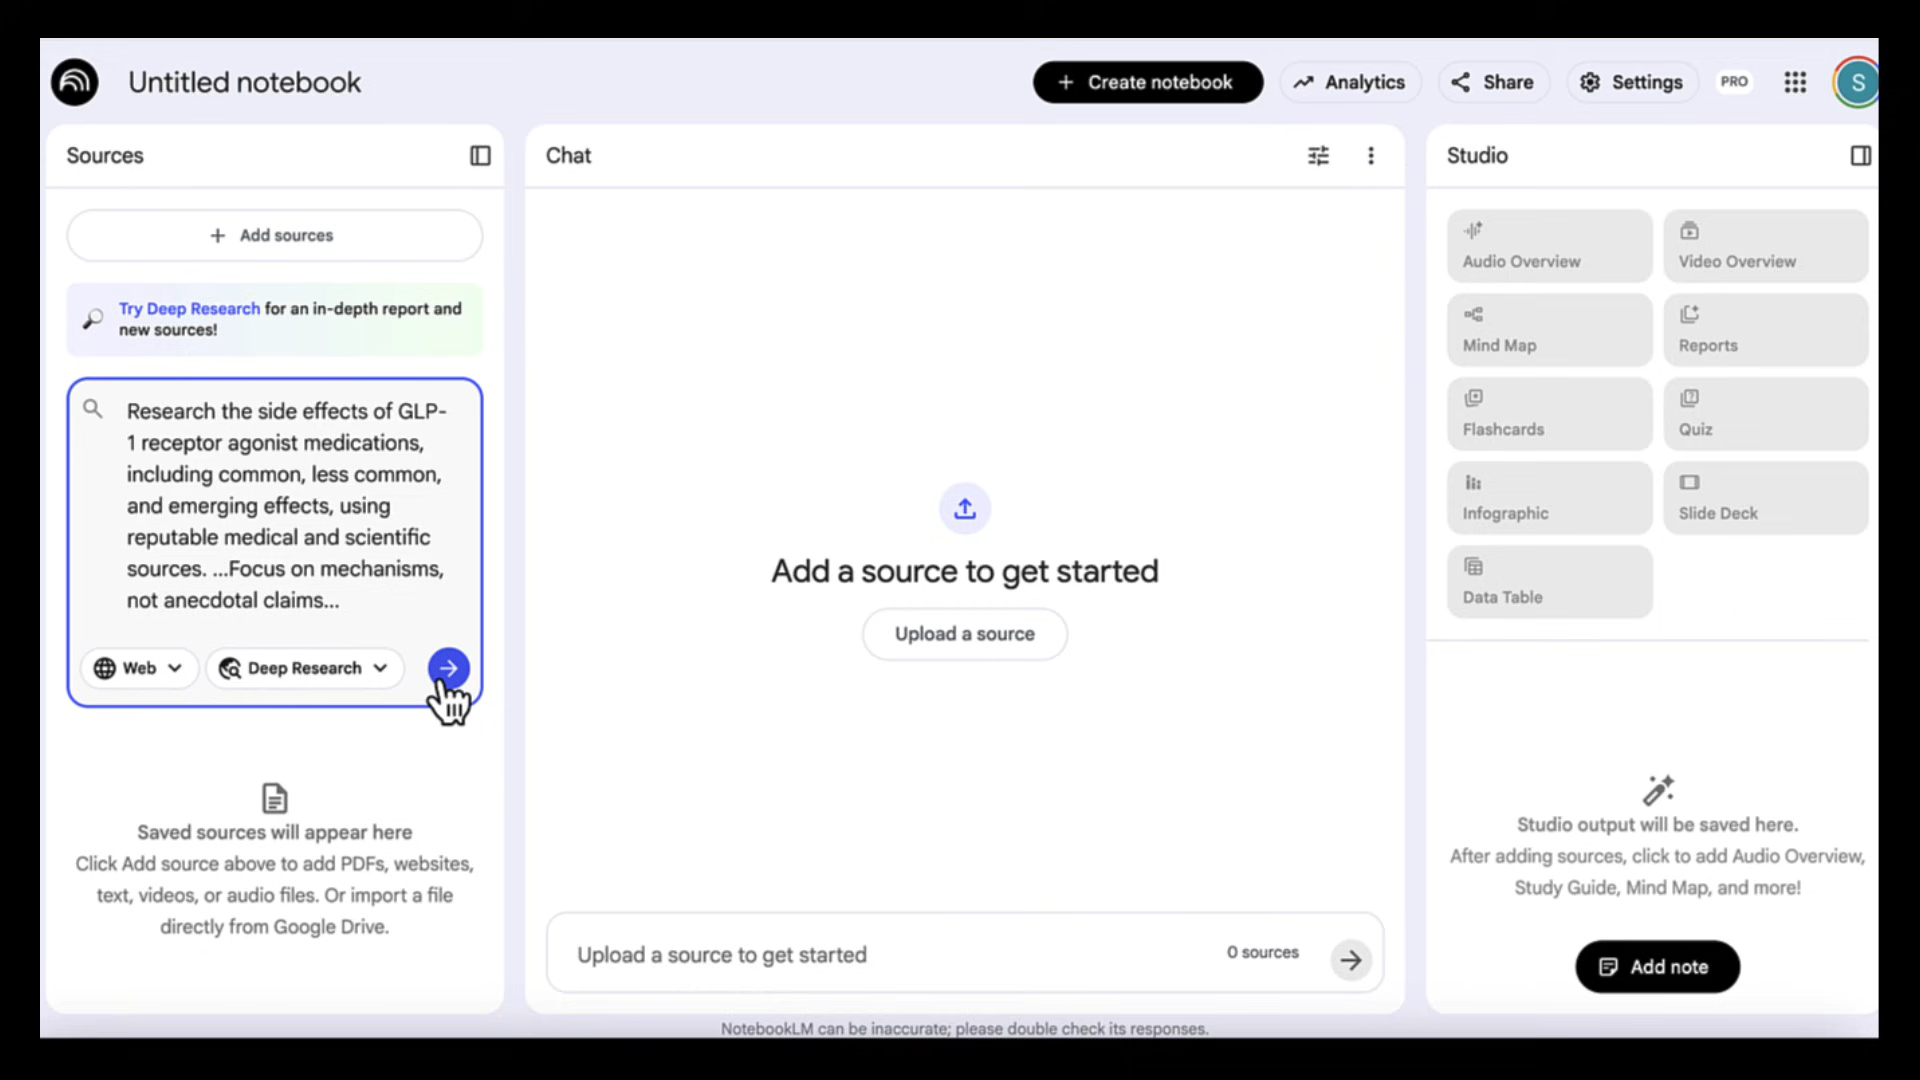 Untitled notebook
Create notebook
Analytics
Share
Settings
PRO
S
Sources
Add sources
Try Deep Research for an in-depth report and
new sources!
Research the side effects of GLP-
1 receptor agonist medications,
including common, less common,
and emerging effects, using
reputable medical and scientific
sources. ...Focus on mechanisms,
not anecdotal claims...
Web
Deep Research
Saved sources will appear here
Click Add source above to add PDFs, websites,
text, videos, or audio files. Or import a file
directly from Google Drive.
Chat
Add a source to get started
Upload a source
Upload a source to get started
0 sources
NotebookLM can be inaccurate; please double check its responses.
Studio
Audio Overview
Video Overview
Mind Map
Reports
Flashcards
Quiz
Infographic
Slide Deck
Data Table
Studio output will be saved here.
After adding sources, click to add Audio Overview,
Study Guide, Mind Map, and more!
Add note